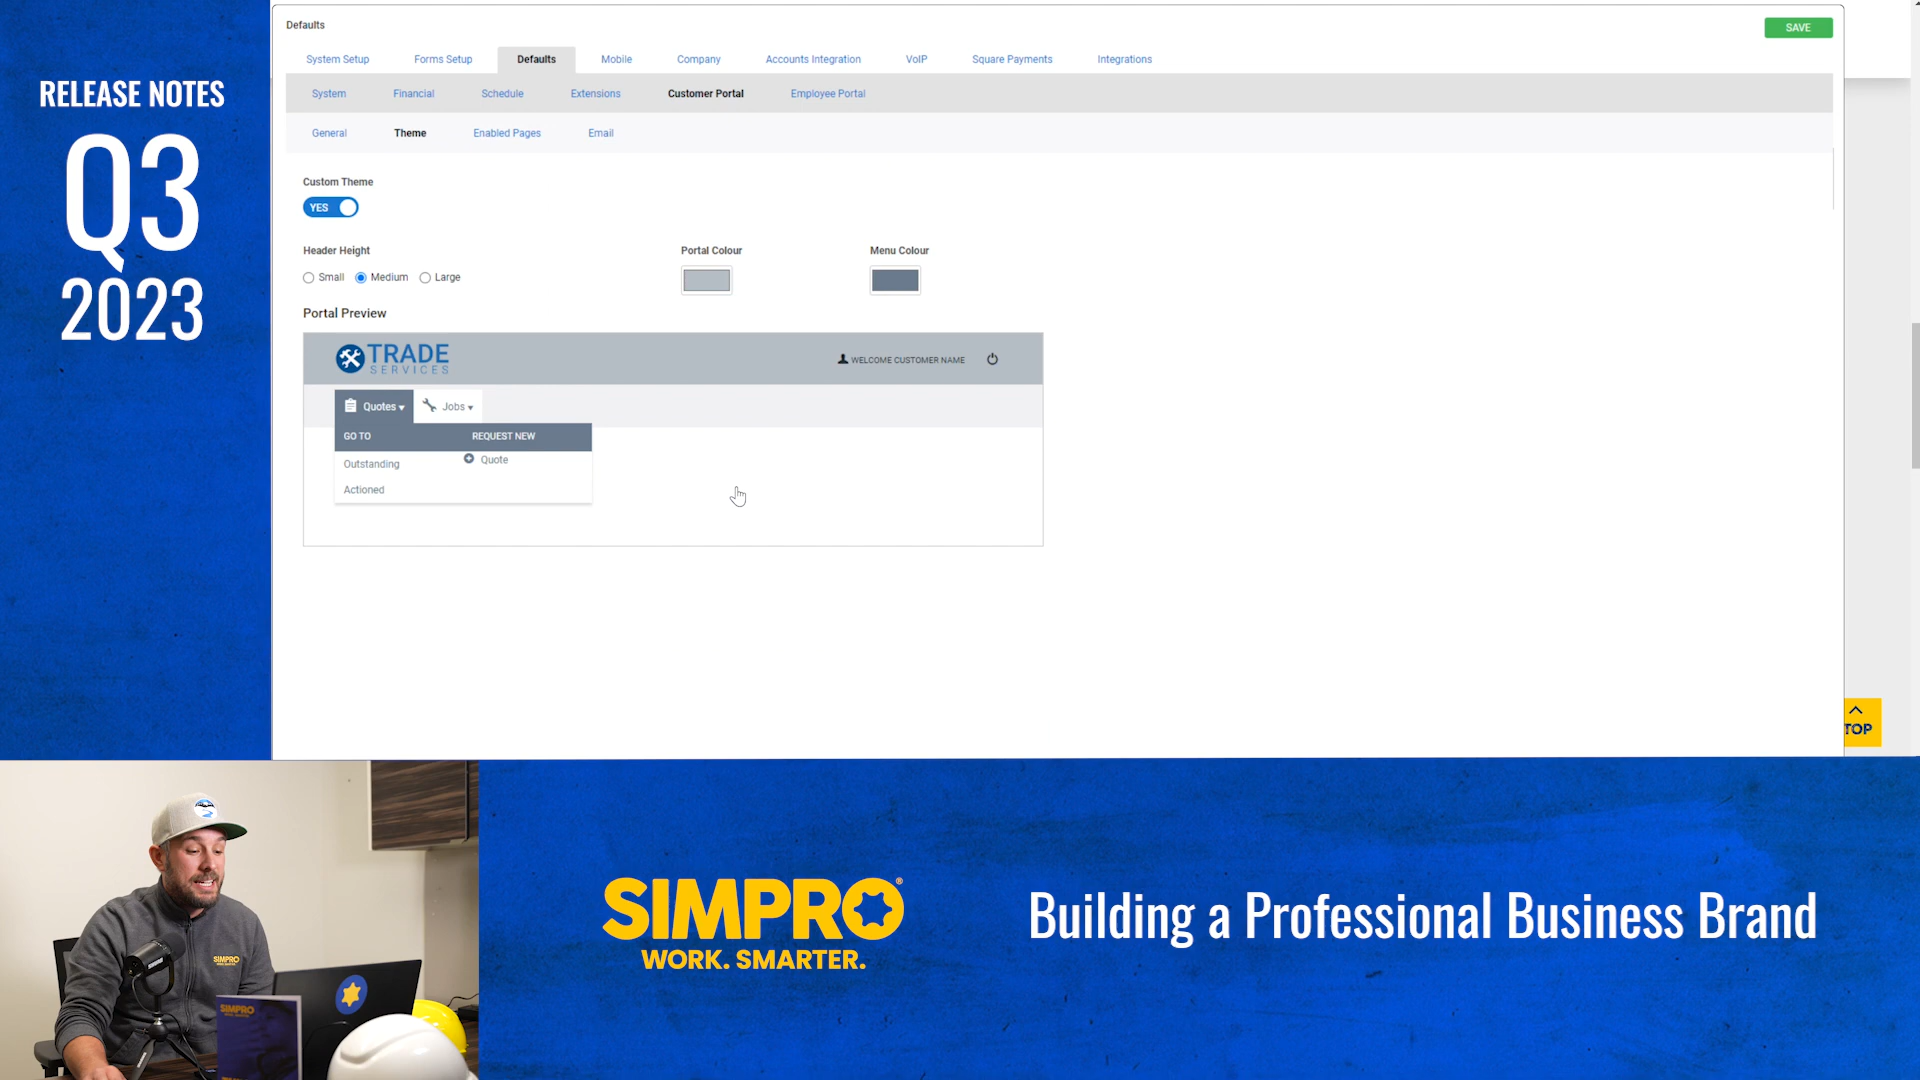 RELEASE NOTES
Q3
2023
Defaults
SAVE
System Setup Forms Setup Defaults Mobile Company Accounts Integration VoIP Square Payments Integrations
System Financial Schedule Extensions Customer Portal Employee Portal
General Theme Enabled Pages Email
Custom Theme
YES
Header Height Portal Colour Menu Colour
Small Medium Large
Portal Preview
TRADE
SERVICES
WELCOME CUSTOMER NAME
Quotes Jobs
GO TO REQUEST NEW
Outstanding Quote
Actioned
TOP
SIMPRO
SIMPRO
SIMPRO®
WORK. SMARTER.
Building a Professional Business Brand